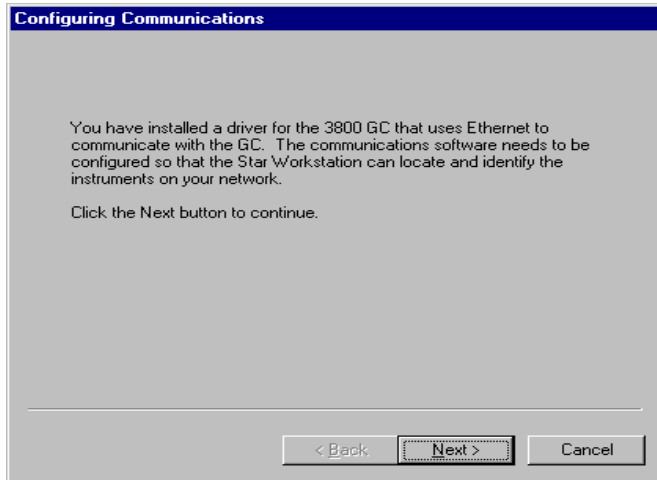 Configuring Communications
You have installed a driver for the 3800 GC that uses Ethernet to
communicate with the GC. The communications software needs to be
configured so that the Star Workstation can locate and identify the
instruments on your network.
Click the Next button to continue.
< Back
Next >
Cancel